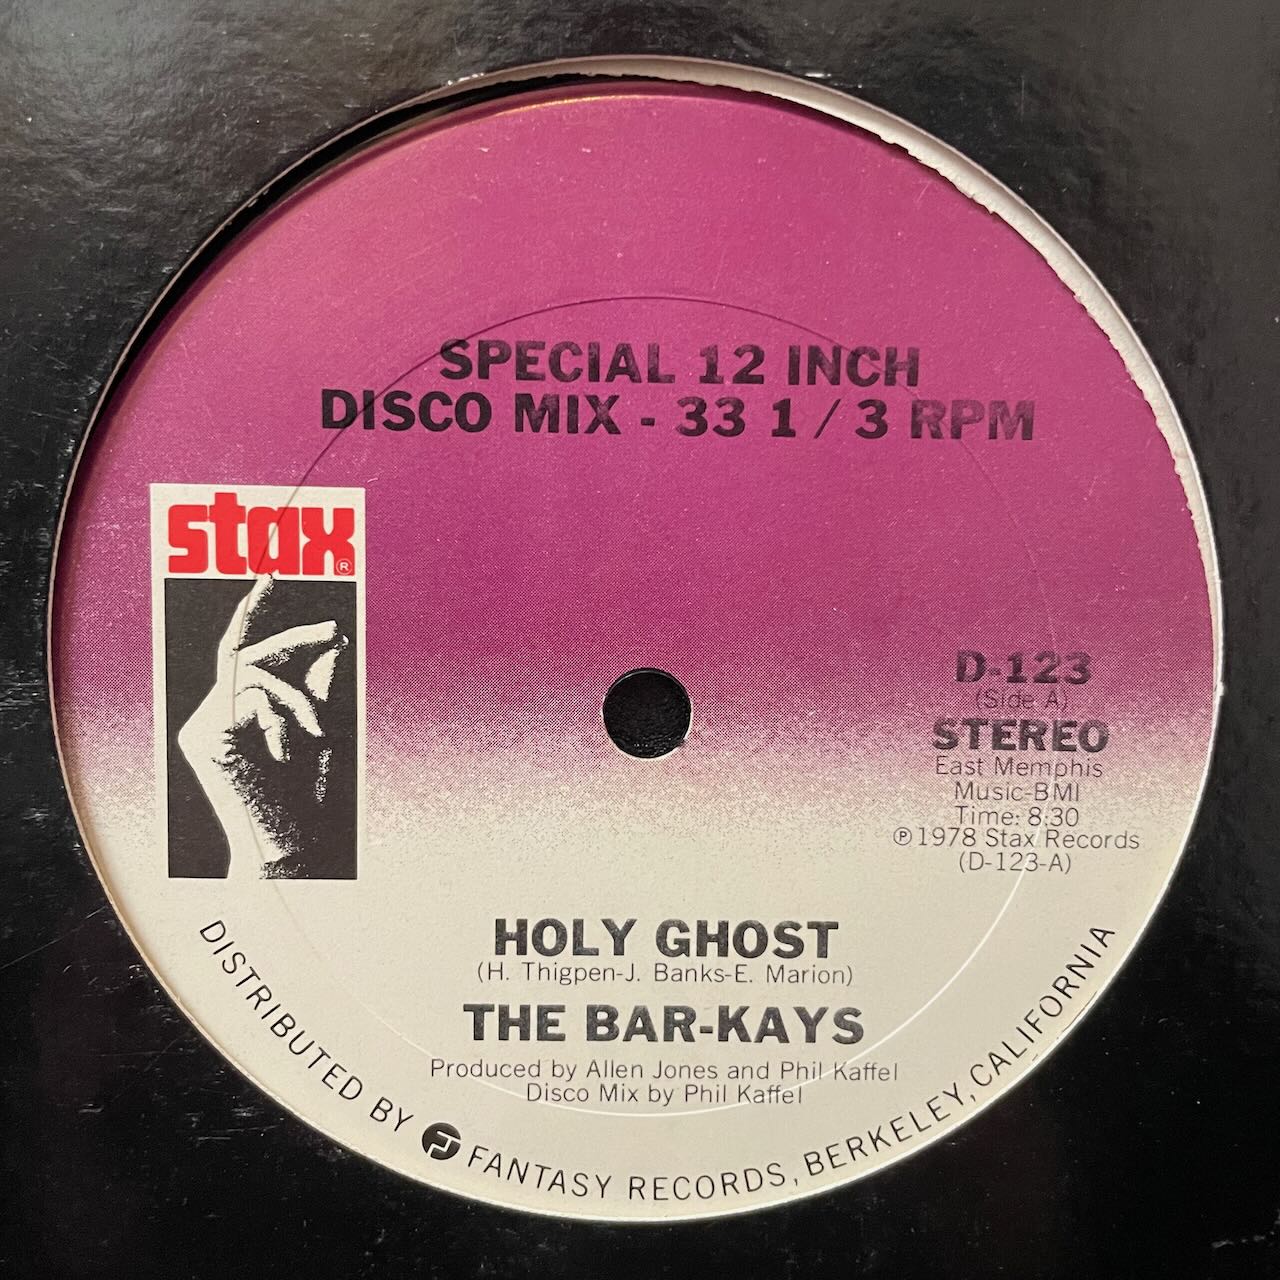 SPECIAL 12 INCH
DISCO MIX - 33 1 / 3 RPM
stax®
D-123
(Side A)
STEREO
East Memphis
Music-BMI
Time: 8:30
℗1978 Stax Records
(D-123-A)
HOLY GHOST
(H. Thigpen-J. Banks-E. Marion)
THE BAR-KAYS
Produced by Allen Jones and Phil Kaffel
Disco Mix by Phil Kaffel
DISTRIBUTED BY FANTASY RECORDS, BERKELEY, CALIFORNIA